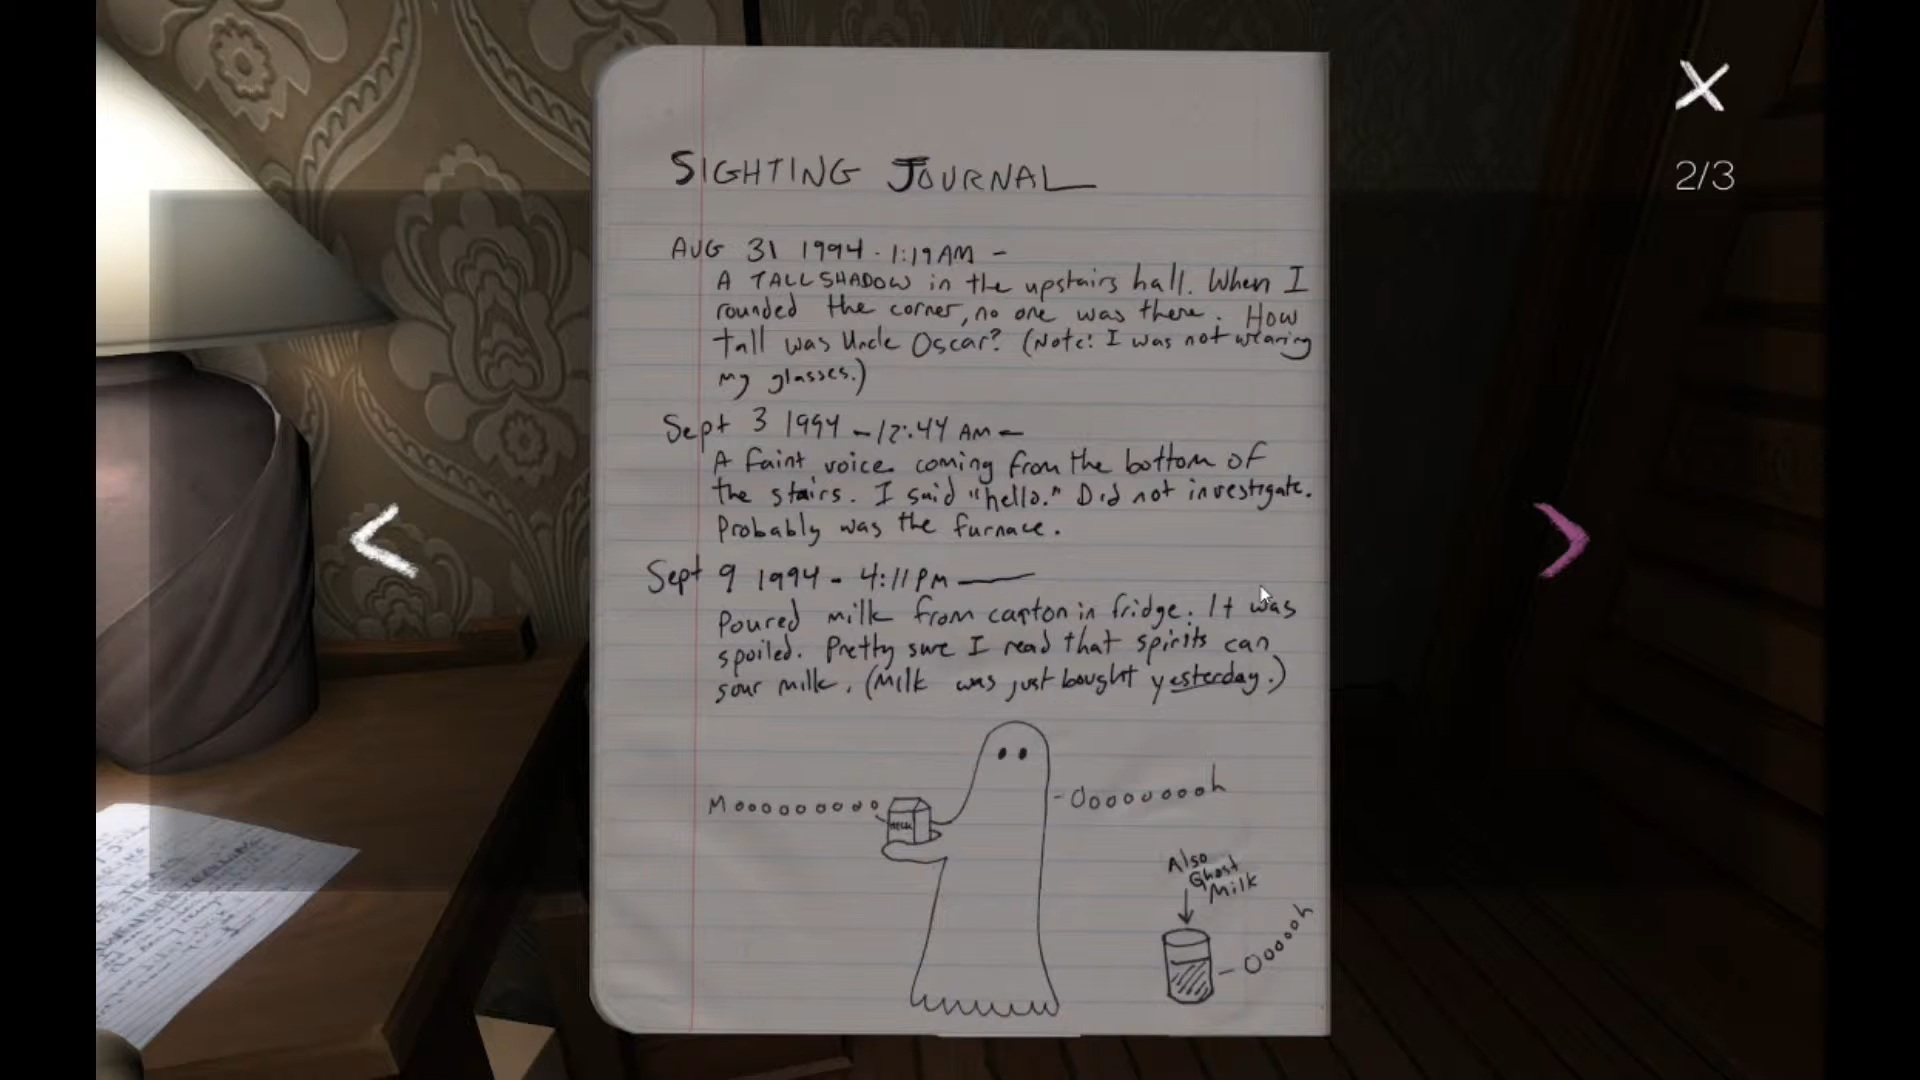 2/3
SIGHTING JOURNAL
AUG 31 1994 - 1:19AM -
A TALL SHADOW in the upstairs hall. When I
rounded the corner, no one was there. How
tall was Uncle Oscar? (Note: I was not wearing
my glasses.)
Sept 3 1994 - 12:44 AM -
A faint voice coming from the bottom of
the stairs. I said "hello." Did not investigate.
Probably was the furnace.
Sept 9 1994 - 4:11PM -
Poured milk from carton in fridge. It was
spoiled. Pretty sure I read that spirits can
sour milk. (Milk was just bought yesterday.)
Mooooooooo
MILK
-Oooooooooh
Also
Ghost
Milk
-Oooooh